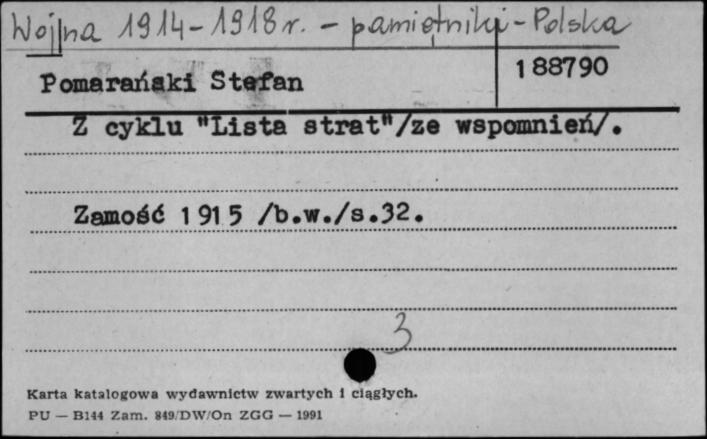 Wojna 1914-1918r. - pamiętniki - Polska
Pomarański Stefan
188790
Z cyklu "Lista strat"/ze wspomnień/.
Zamość 1915 /b.w./s.32.
3
Karta katalogowa wydawnictw zwartych i ciągłych.
PU — B144 Zam. 849/DW/On ZGG — 1991